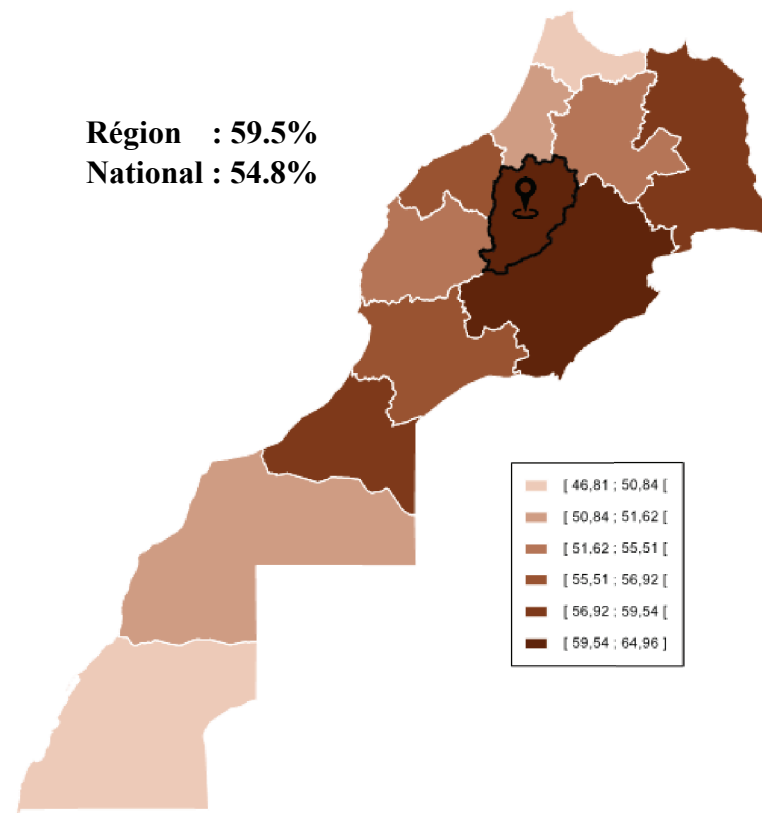 Région : 59.5%
National : 54.8%
[ 46,81 ; 50,84 [
[ 50,84 ; 51,62 [
[ 51,62 ; 55,51 [
[ 55,51 ; 56,92 [
[ 56,92 ; 59,54 [
[ 59,54 ; 64,96 ]